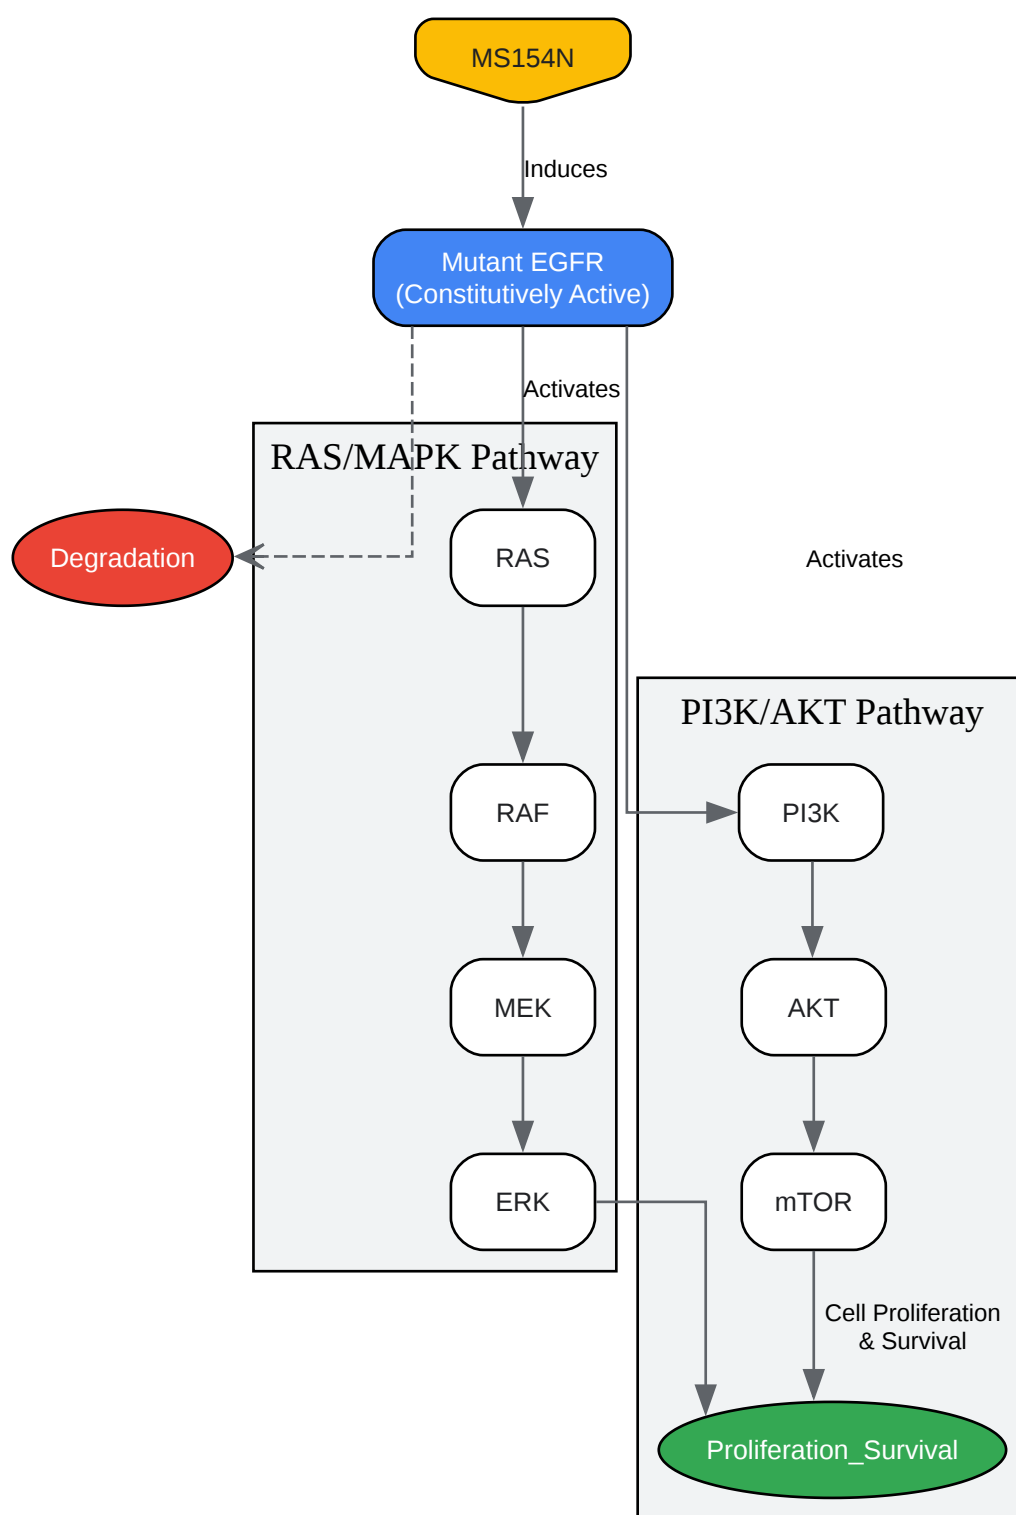 MS154N
Induces
Mutant EGFR
(Constitutively Active)
Activates
RAS/MAPK Pathway
Degradation
RAS
Activates
PI3K/AKT Pathway
RAF
PI3K
MEK
AKT
ERK
mTOR
Cell Proliferation
& Survival
Proliferation_Survival